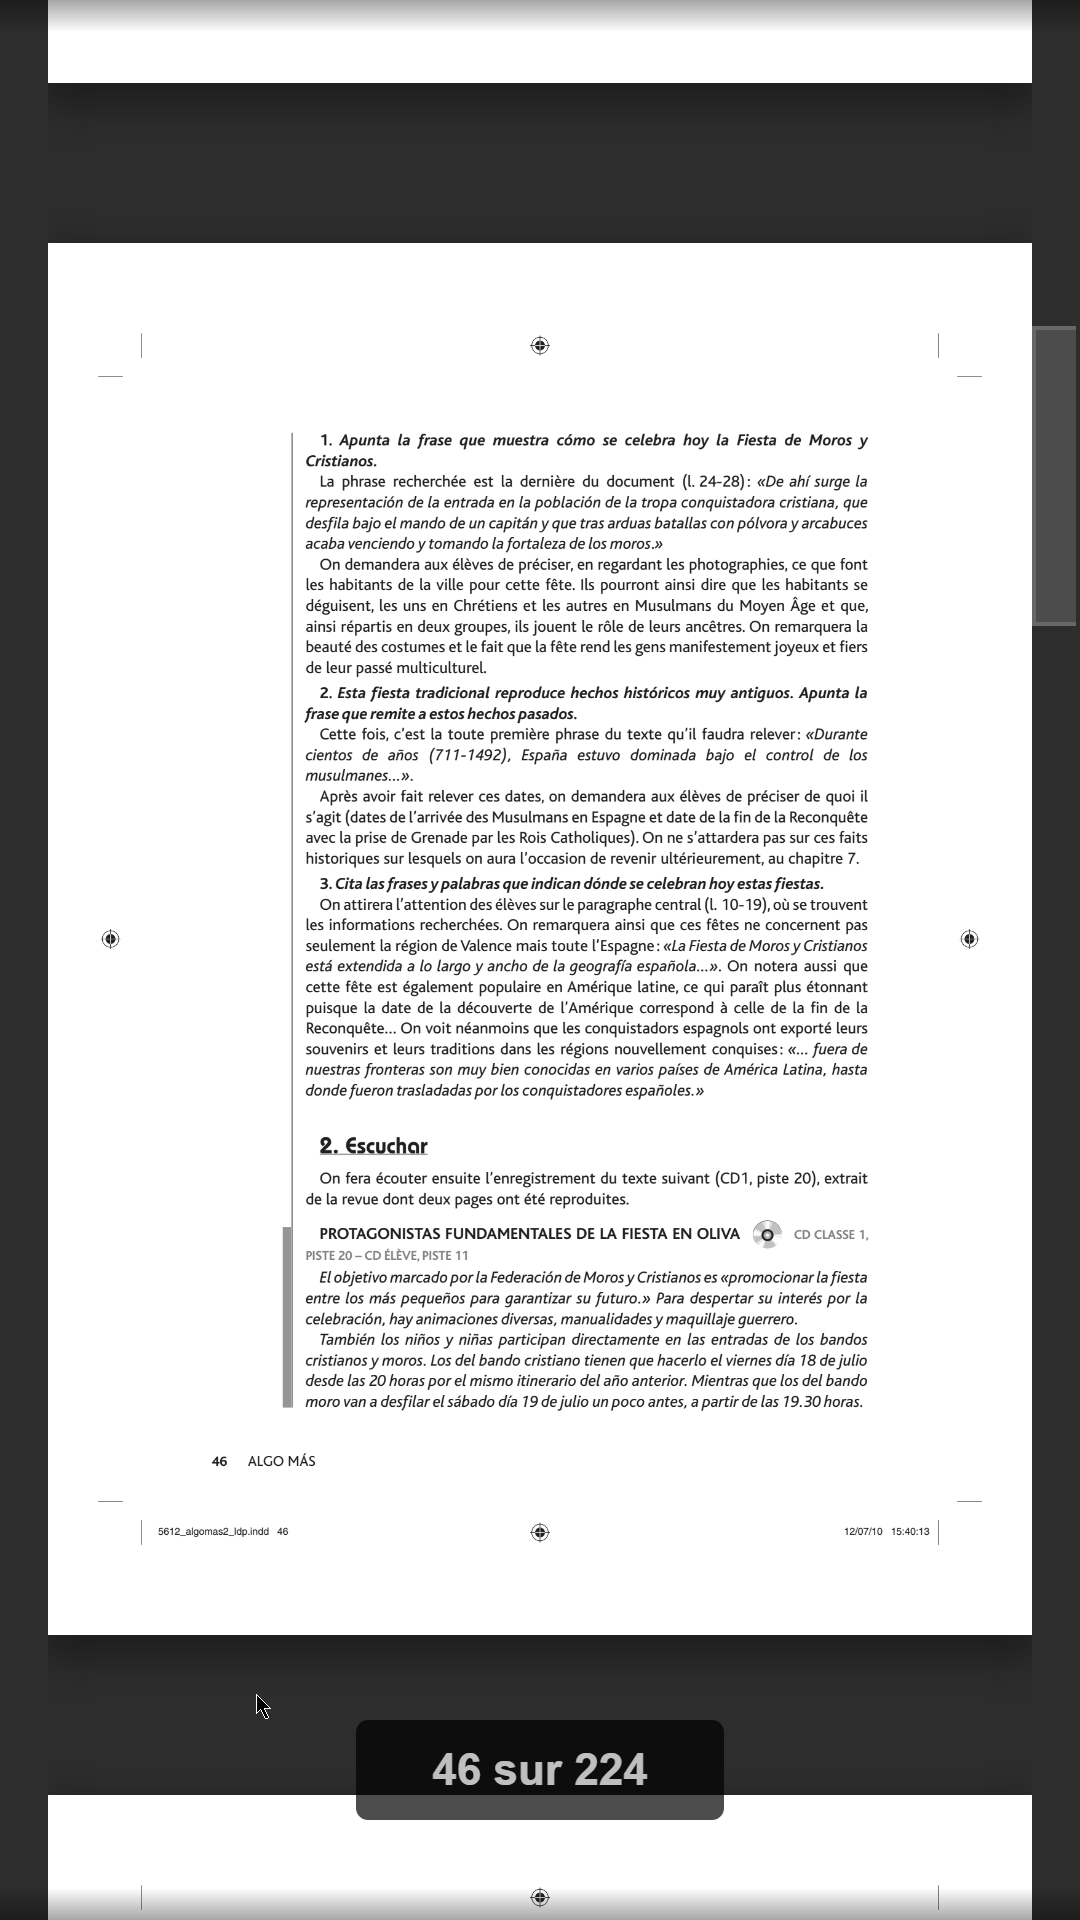 1. Apunta la frase que muestra cómo se celebra hoy la Fiesta de Moros y
Cristianos.
La phrase recherchée est la dernière du document (l. 24-28) : «De ahí surge la
representación de la entrada en la población de la tropa conquistadora cristiana, que
desfila bajo el mando de un capitán y que tras arduas batallas con pólvora y arcabuces
acaba venciendo y tomando la fortaleza de los moros.»
On demandera aux élèves de préciser, en regardant les photographies, ce que font
les habitants de la ville pour cette fête. Ils pourront ainsi dire que les habitants se
déguisent, les uns en Chrétiens et les autres en Musulmans du Moyen Âge et que,
ainsi répartis en deux groupes, ils jouent le rôle de leurs ancêtres. On remarquera la
beauté des costumes et le fait que la fête rend les gens manifestement joyeux et fiers
de leur passé multiculturel.
2. Esta fiesta tradicional reproduce hechos históricos muy antiguos. Apunta la
frase que remite a estos hechos pasados.
Cette fois, c'est la toute première phrase du texte qu'il faudra relever : «Durante
cientos de años (711-1492), España estuvo dominada bajo el control de los
musulmanes...».
Après avoir fait relever ces dates, on demandera aux élèves de préciser de quoi il
s'agit (dates de l'arrivée des Musulmans en Espagne et date de la fin de la Reconquête
avec la prise de Grenade par les Rois Catholiques). On ne s'attardera pas sur ces faits
historiques sur lesquels on aura l'occasion de revenir ultérieurement, au chapitre 7.
3. Cita las frases y palabras que indican dónde se celebran hoy estas fiestas.
On attirera l'attention des élèves sur le paragraphe central (l. 10-19), où se trouvent
les informations recherchées. On remarquera ainsi que ces fêtes ne concernent pas
seulement la région de Valence mais toute l'Espagne : «La Fiesta de Moros y Cristianos
está extendida a lo largo y ancho de la geografía española...». On notera aussi que
cette fête est également populaire en Amérique latine, ce qui paraît plus étonnant
puisque la date de la découverte de l'Amérique correspond à celle de la fin de la
Reconquête... On voit néanmoins que les conquistadors espagnols ont exporté leurs
souvenirs et leurs traditions dans les régions nouvellement conquises : «... fuera de
nuestras fronteras son muy bien conocidas en varios países de América Latina, hasta
donde fueron trasladadas por los conquistadores españoles.»
2. Escuchar
On fera écouter ensuite l'enregistrement du texte suivant (CD1, piste 20), extrait
de la revue dont deux pages ont été reproduites.
PROTAGONISTAS FUNDAMENTALES DE LA FIESTA EN OLIVA CD CLASSE 1,
PISTE 20 – CD ÉLÈVE, PISTE 11
El objetivo marcado por la Federación de Moros y Cristianos es «promocionar la fiesta
entre los más pequeños para garantizar su futuro.» Para despertar su interés por la
celebración, hay animaciones diversas, manualidades y maquillaje guerrero.
También los niños y niñas participan directamente en las entradas de los bandos
cristianos y moros. Los del bando cristiano tienen que hacerlo el viernes día 18 de julio
desde las 20 horas por el mismo itinerario del año anterior. Mientras que los del bando
moro van a desfilar el sábado día 19 de julio un poco antes, a partir de las 19.30 horas.
46 ALGO MÁS
5612_algomas2_ldp.indd 46 12/07/10 15:40:13
46 sur 224